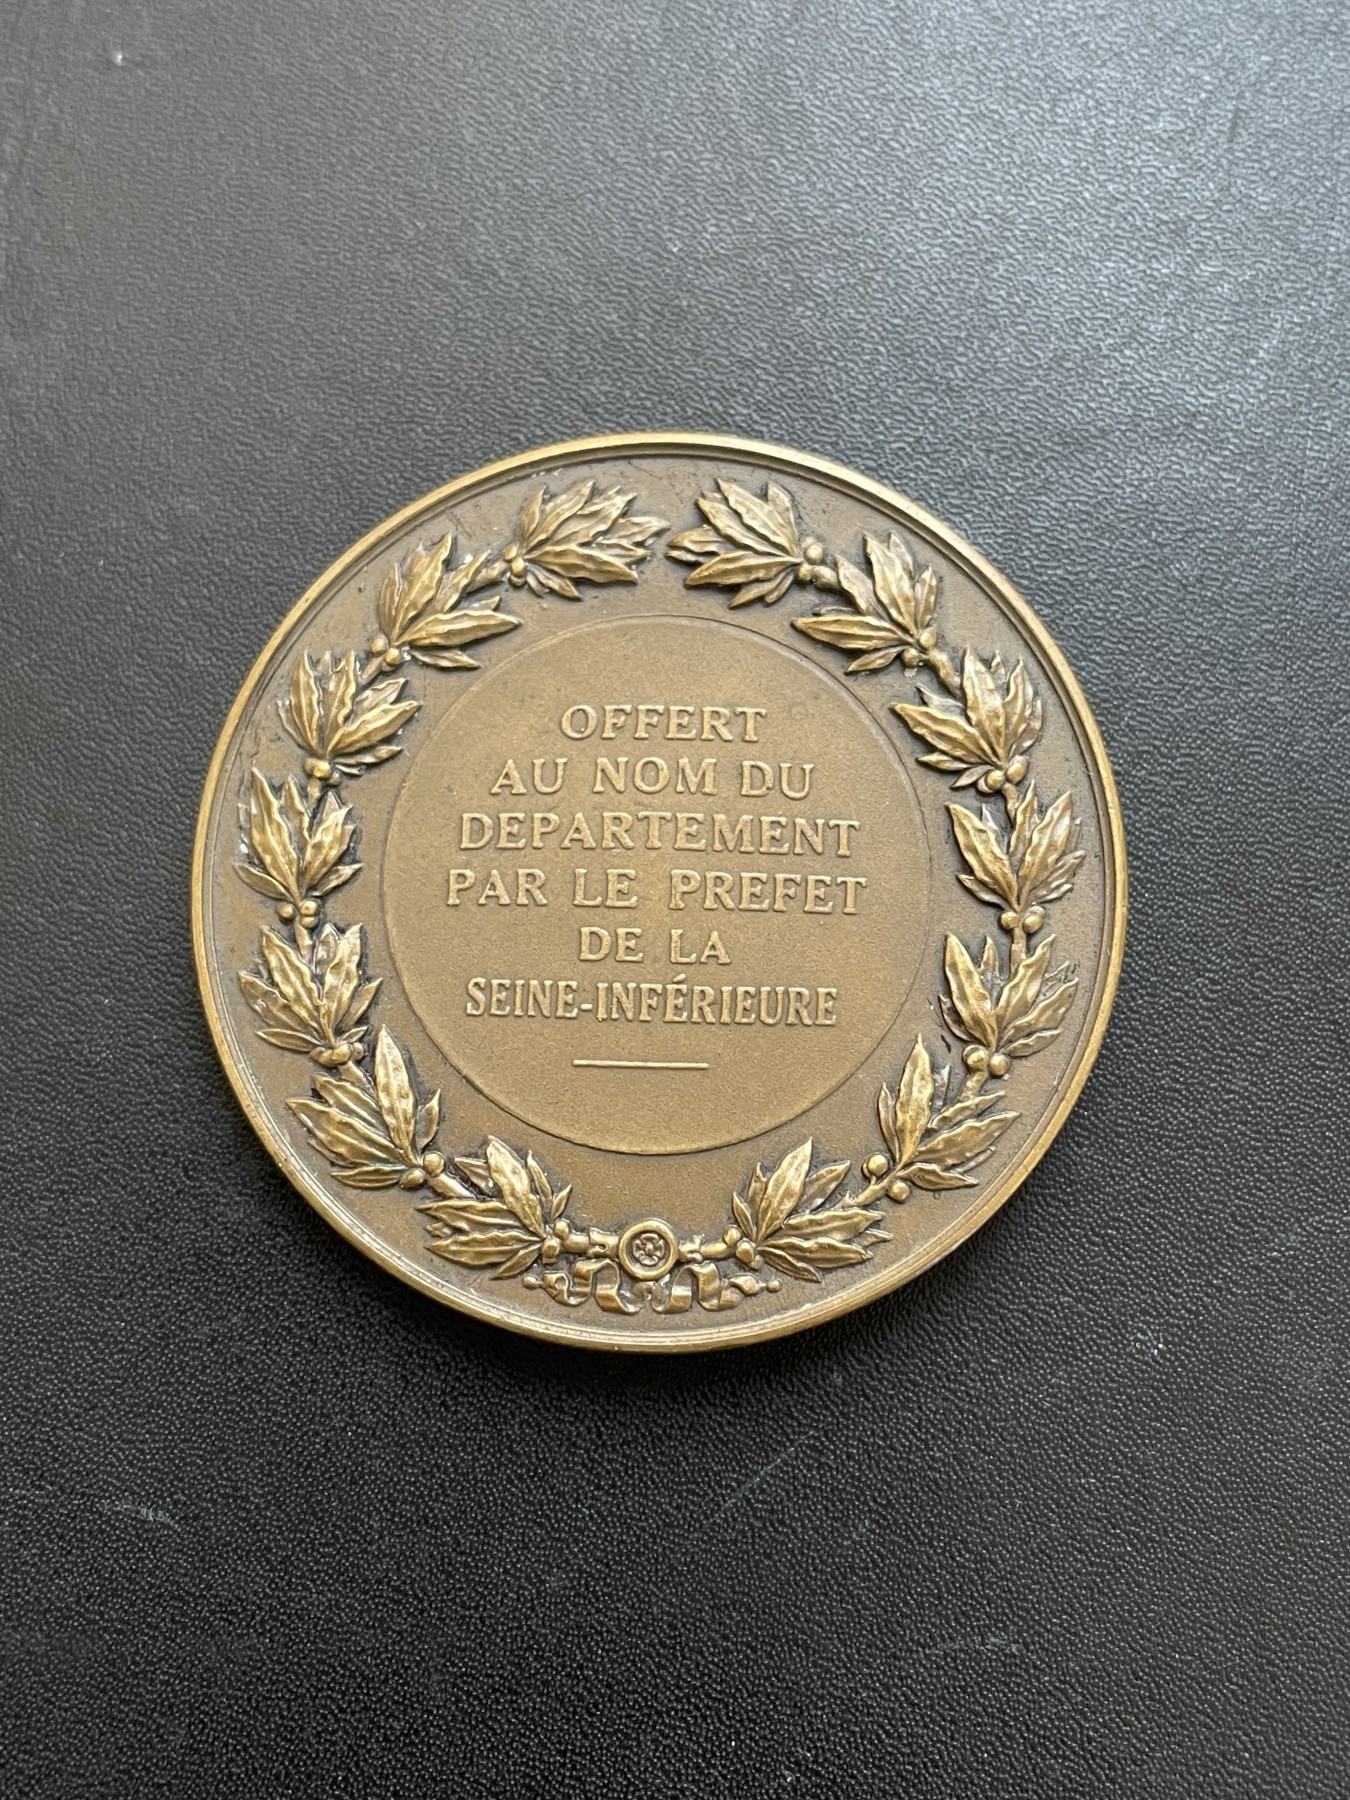 OFFERT
AU NOM DU
DEPARTEMENT
PAR LE PREFET
DE LA
SEINE-INFÉRIEURE